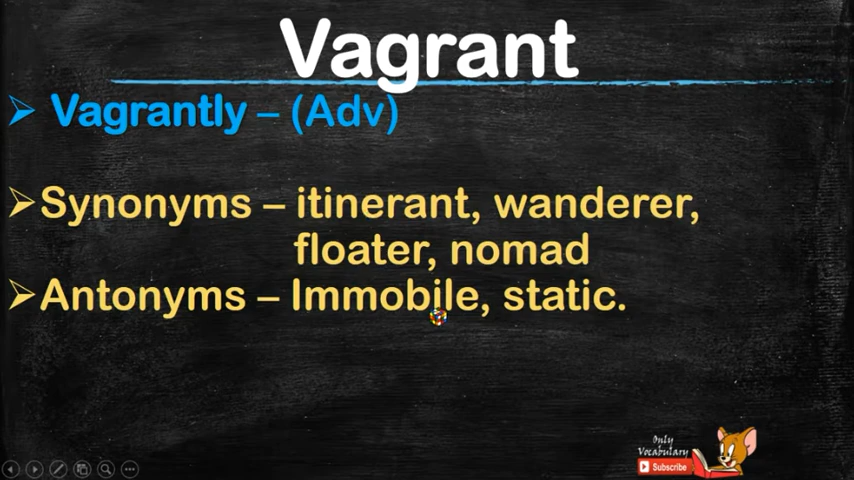 Vagrant
➢ Vagrantly – (Adv)
➢Synonyms – itinerant, wanderer,
floater, nomad
➢Antonyms – Immobile, static.
Only
Vocabulary
Subscribe